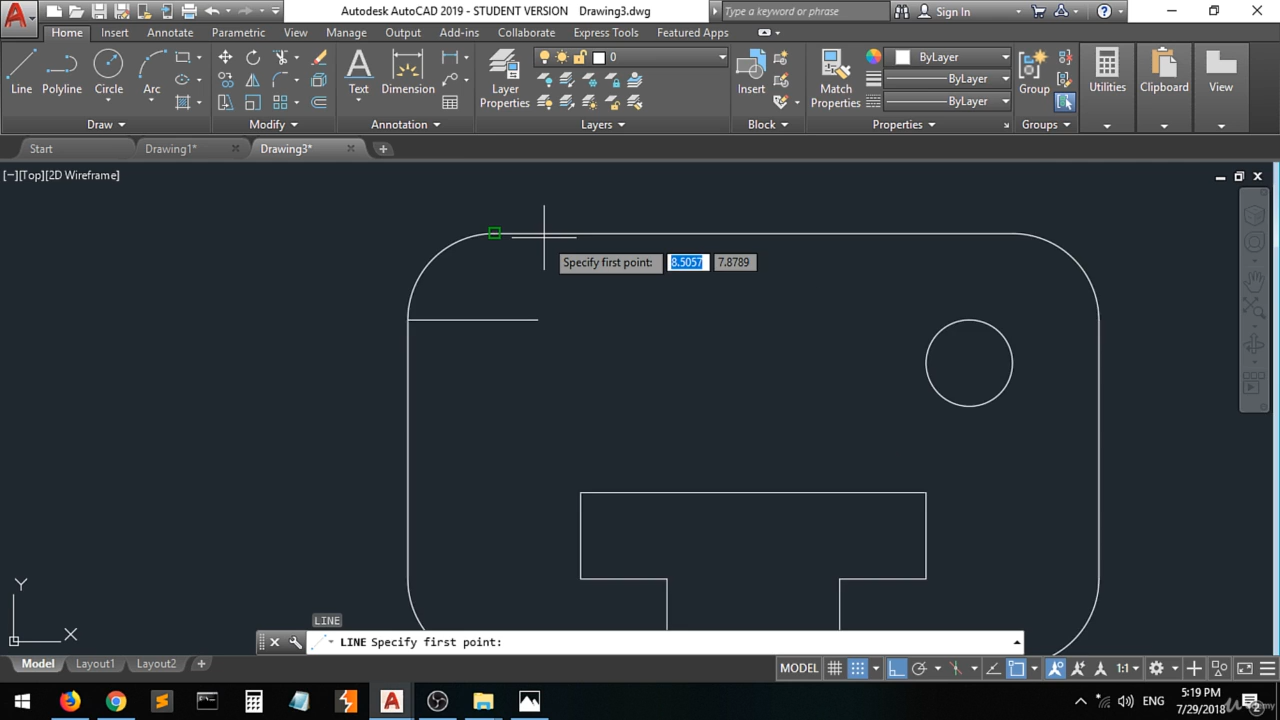 Autodesk AutoCAD 2019 - STUDENT VERSION Drawing3.dwg
Type a keyword or phrase
Sign In
Home Insert Annotate Parametric View Manage Output Add-ins Collaborate Express Tools Featured Apps
Line Polyline Circle Arc
Text Dimension
Layer Properties
0
Insert
Match Properties
ByLayer
ByLayer
ByLayer
Group
Utilities
Clipboard
View
Draw Modify Annotation Layers Block Properties Groups
Start Drawing1* Drawing3*
[−][Top][2D Wireframe]
Specify first point: 8.5057 7.8789
Y
X
LINE
LINE Specify first point:
Model Layout1 Layout2
MODEL
1:1
ENG
5:19 PM
7/29/2018